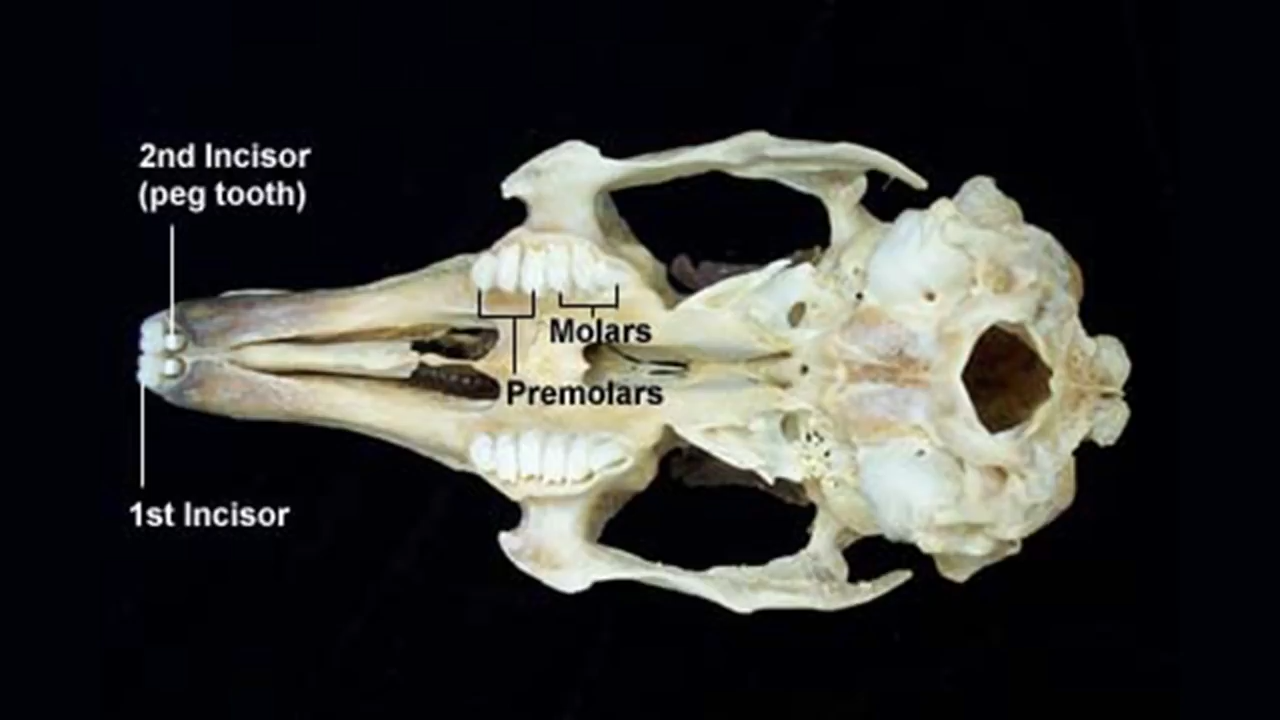 2nd Incisor
(peg tooth)
Molars
Premolars
1st Incisor